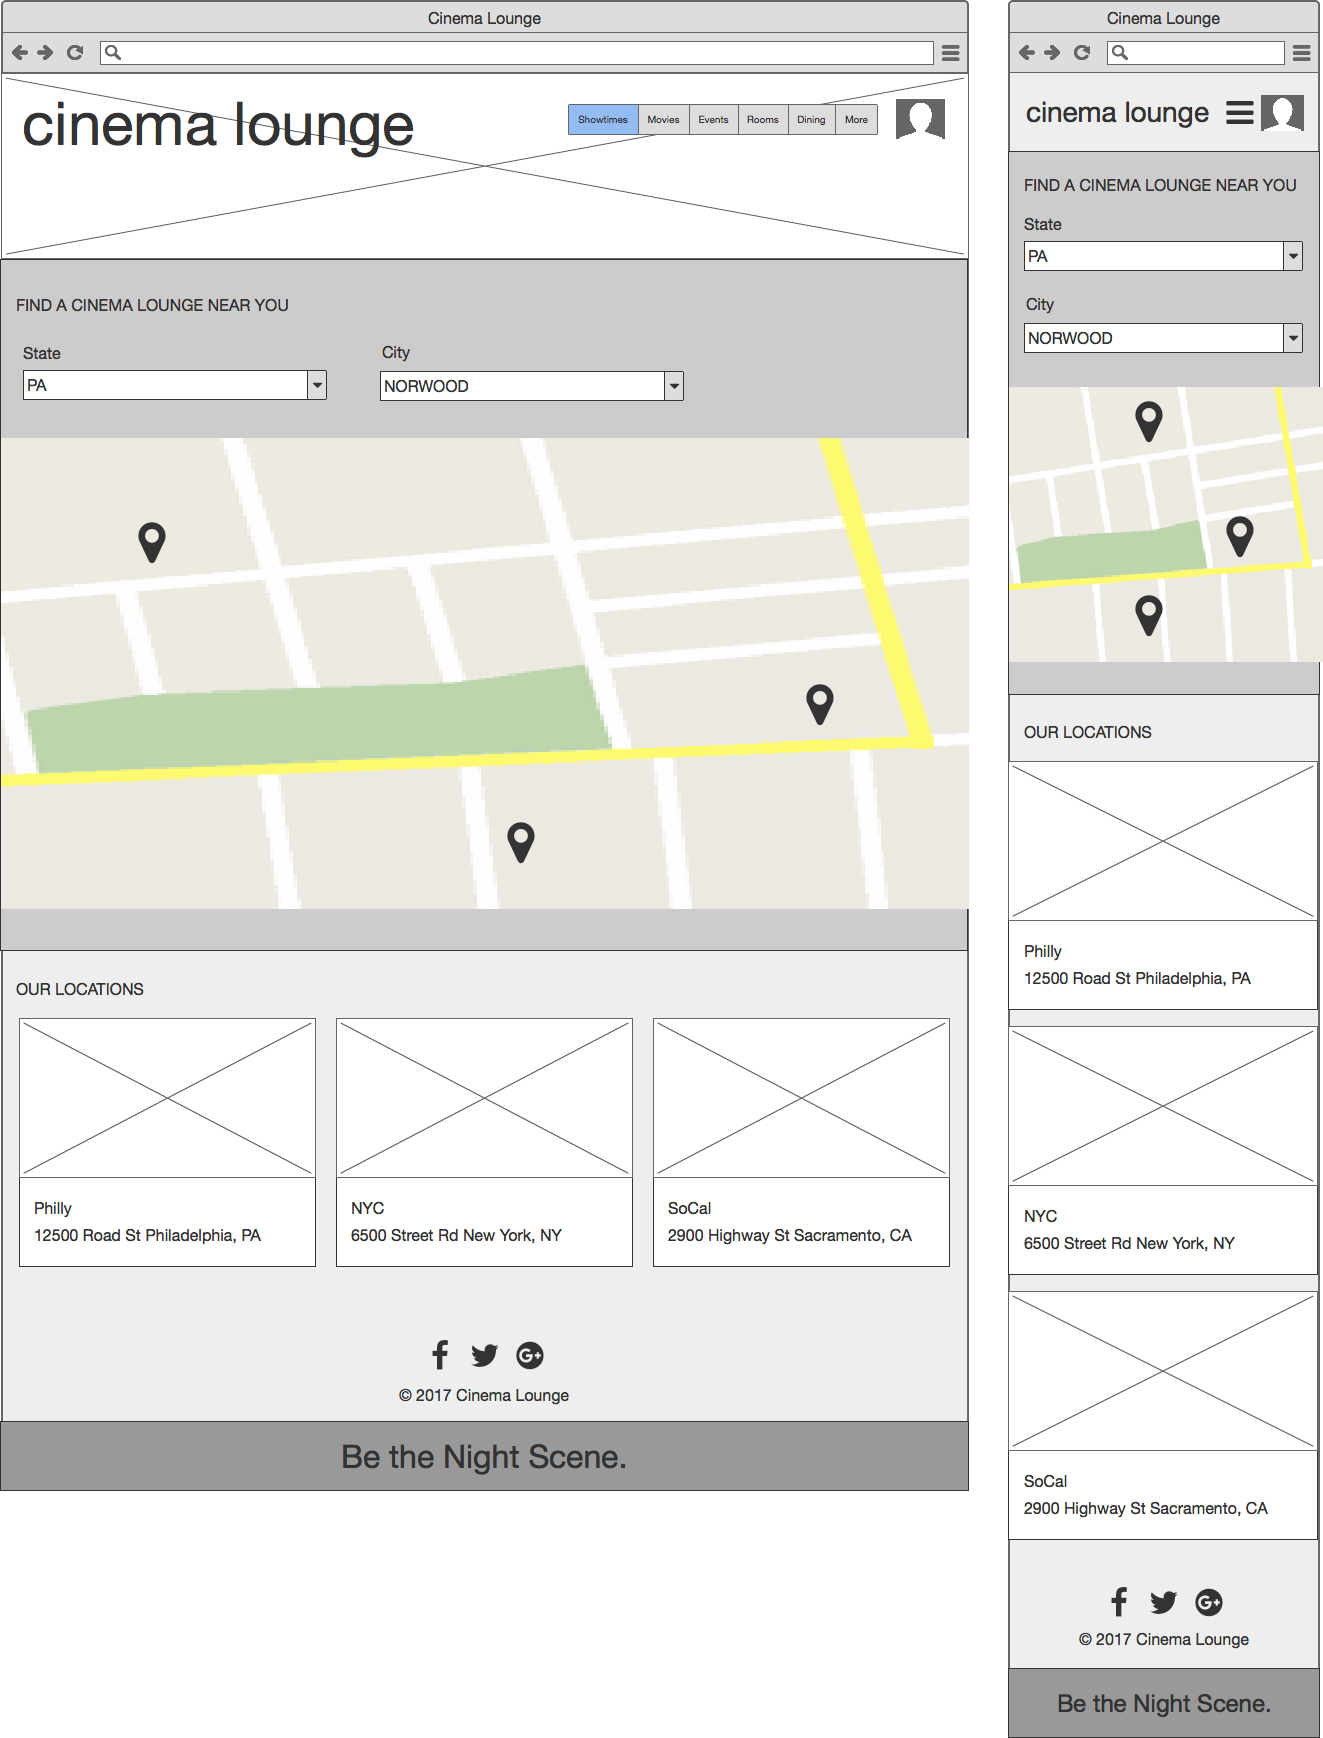 Cinema Lounge
cinema lounge
Showtimes Movies Events Rooms Dining More
FIND A CINEMA LOUNGE NEAR YOU
State City
PA NORWOOD
OUR LOCATIONS
Philly
12500 Road St Philadelphia, PA
NYC
6500 Street Rd New York, NY
SoCal
2900 Highway St Sacramento, CA
© 2017 Cinema Lounge
Be the Night Scene.
Cinema Lounge
cinema lounge
FIND A CINEMA LOUNGE NEAR YOU
State
PA
City
NORWOOD
OUR LOCATIONS
Philly
12500 Road St Philadelphia, PA
NYC
6500 Street Rd New York, NY
SoCal
2900 Highway St Sacramento, CA
© 2017 Cinema Lounge
Be the Night Scene.